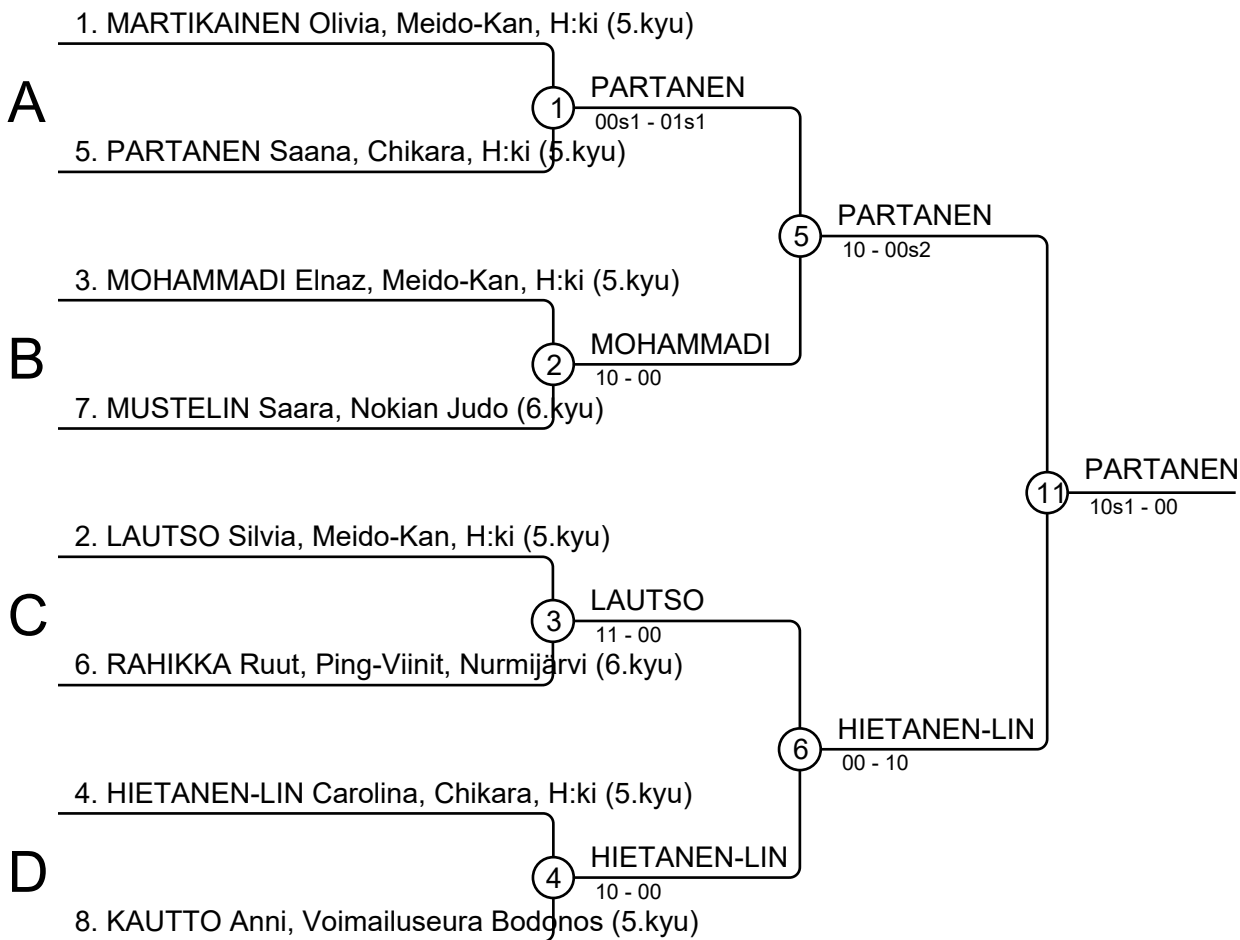 1. MARTIKAINEN Olivia, Meido-Kan, H:ki (5.kyu)
A
1
PARTANEN
00s1 - 01s1
5. PARTANEN Saana, Chikara, H:ki (5.kyu)
5
PARTANEN
10 - 00s2
3. MOHAMMADI Elnaz, Meido-Kan, H:ki (5.kyu)
B
2
MOHAMMADI
10 - 00
7. MUSTELIN Saara, Nokian Judo (6.kyu)
11
PARTANEN
10s1 - 00
2. LAUTSO Silvia, Meido-Kan, H:ki (5.kyu)
C
3
LAUTSO
11 - 00
6. RAHIKKA Ruut, Ping-Viinit, Nurmijärvi (6.kyu)
6
HIETANEN-LIN
00 - 10
4. HIETANEN-LIN Carolina, Chikara, H:ki (5.kyu)
D
4
HIETANEN-LIN
10 - 00
8. KAUTTO Anni, Voimailuseura Bodonos (5.kyu)